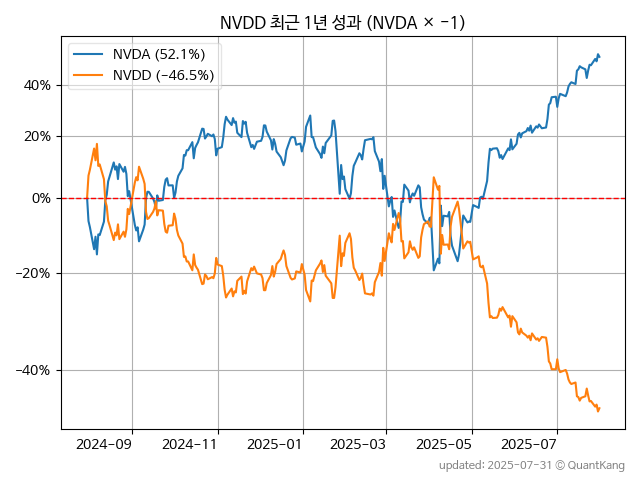 NVDD 최근 1년 성과 (NVDA × −1)
NVDA (52.1%)
NVDD (−46.5%)
40%
20%
0%
−20%
−40%
2024−09 2024−11 2025−01 2025−03 2025−05 2025−07
updated: 2025-07-31 © QuantKang